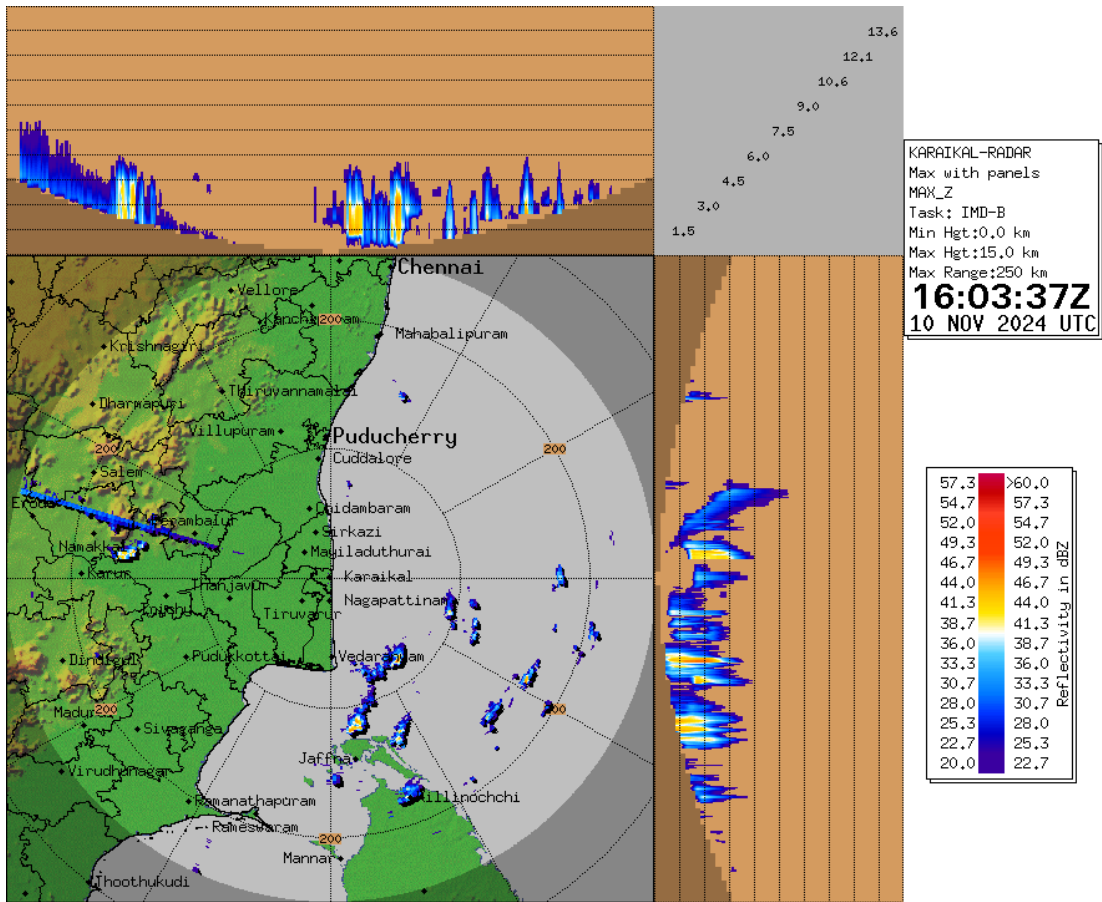 13.6
12.1
10.6
9.0
7.5
6.0
4.5
3.0
1.5
KARAIKAL-RADAR
Max with panels
MAX_Z
Task: IMD-B
Min Hgt:0.0 km
Max Hgt:15.0 km
Max Range:250 km
16:03:37Z
10 NOV 2024 UTC
Chennai
Vellore
200
Mahabalipuram
Krishnagiri
Thiruvannamalai
Dharmapuri
Villupuram
Puducherry
200
200
Cuddalore
Salem
Chidambaram
Perambalur
Sirkazi
Namakkal
Mayiladuthurai
Karur
Karaikal
Thanjavur
Nagapattinam
Tiruvarur
Dindigul
Pudukkottai
Vedaranyam
200
Sivaganga
Jaffna
Virudhunagar
Ramanathapuram
Killinochchi
Rameswaram
200
Mannar
Thoothukudi
57.3 >60.0
54.7 57.3
52.0 54.7
49.3 52.0
46.7 49.3
44.0 46.7
41.3 44.0
38.7 41.3
36.0 38.7
33.3 36.0
30.7 33.3
28.0 30.7
25.3 28.0
22.7 25.3
20.0 22.7
Reflectivity in dBZ